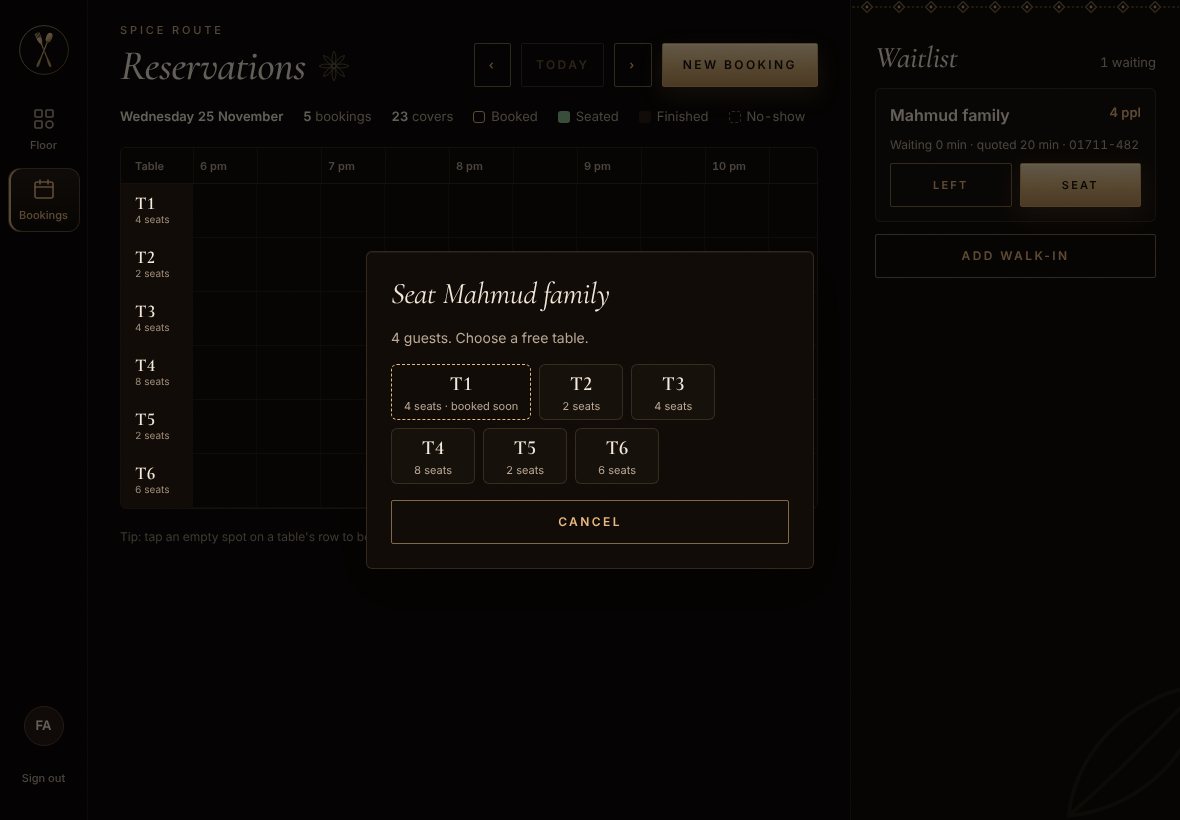 SPICE ROUTE
Reservations
‹ TODAY › NEW BOOKING
Wednesday 25 November 5 bookings 23 covers Booked Seated Finished No-show
Table 6 pm 7 pm 8 pm 9 pm 10 pm
T1
4 seats
T2
2 seats
T3
4 seats
T4
8 seats
T5
2 seats
T6
6 seats
Tip: tap an empty spot on a table's row to
Floor
Bookings
FA
Sign out
Seat Mahmud family
4 guests. Choose a free table.
T1
4 seats · booked soon
T2
2 seats
T3
4 seats
T4
8 seats
T5
2 seats
T6
6 seats
CANCEL
Waitlist
1 waiting
Mahmud family
4 ppl
Waiting 0 min · quoted 20 min · 01711-482
LEFT
SEAT
ADD WALK-IN